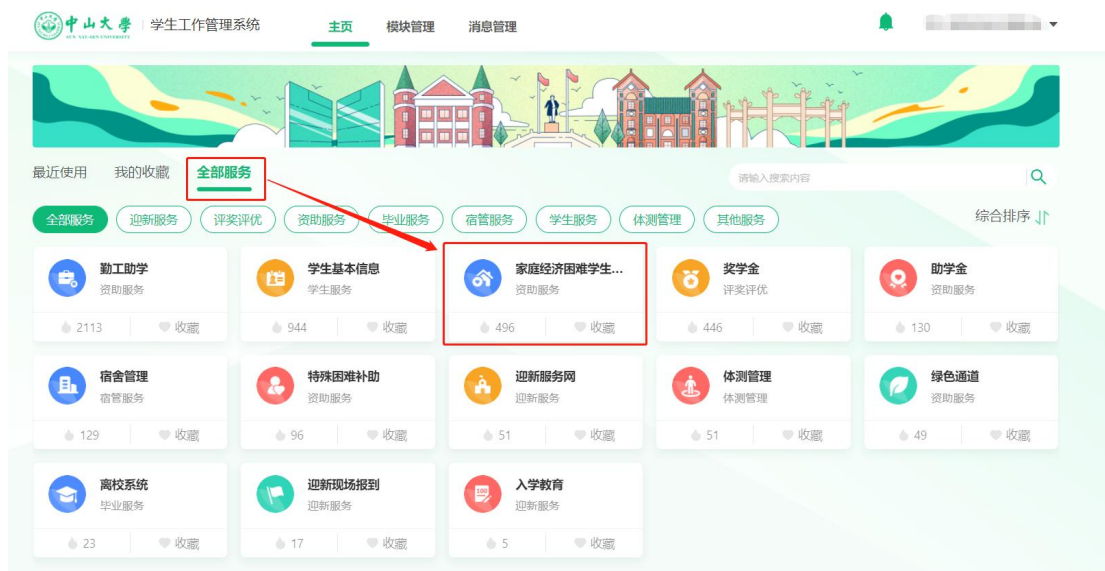 中山大學 学生工作管理系统 主页 模块管理 消息管理
SUN YAT-SEN UNIVERSITY
最近使用 我的收藏 全部服务 请输入搜索内容
全部服务 迎新服务 评奖评优 资助服务 毕业服务 宿管服务 学生服务 体测管理 其他服务 综合排序
勤工助学 学生基本信息 家庭经济困难学生... 奖学金 助学金
资助服务 学生服务 资助服务 评奖评优 资助服务
2113 收藏 944 收藏 496 收藏 446 收藏 130 收藏
宿舍管理 特殊困难补助 迎新服务网 体测管理 绿色通道
宿管服务 资助服务 迎新服务 体测管理 资助服务
129 收藏 96 收藏 51 收藏 51 收藏 49 收藏
离校系统 迎新现场报到 入学教育
毕业服务 迎新服务 迎新服务
23 收藏 17 收藏 5 收藏